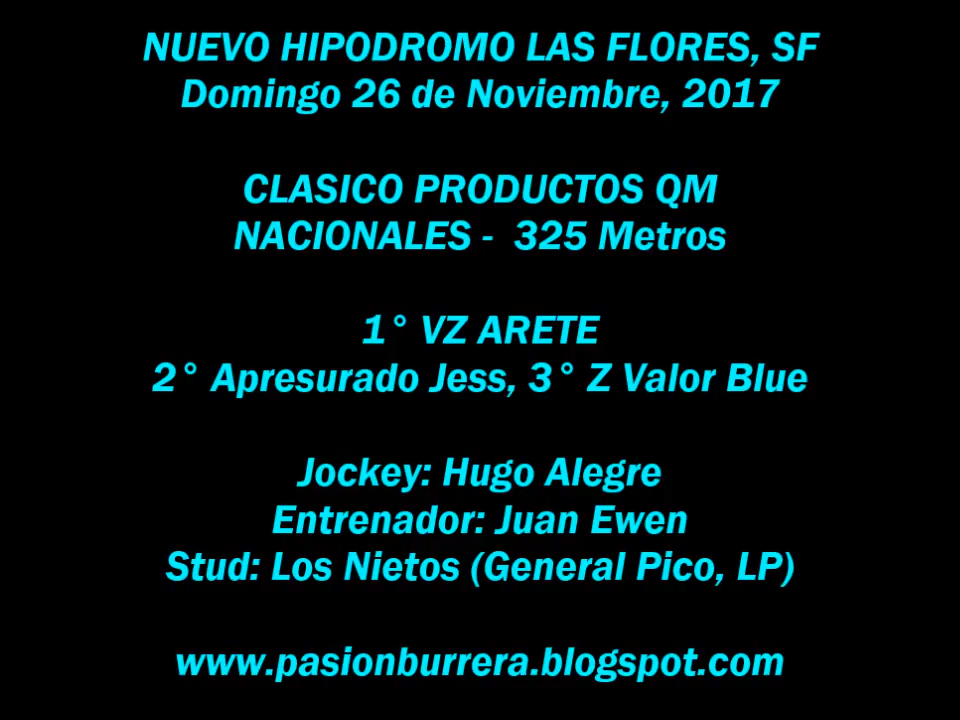 NUEVO HIPODROMO LAS FLORES, SF
Domingo 26 de Noviembre, 2017
CLASICO PRODUCTOS QM
NACIONALES - 325 Metros
1° VZ ARETE
2° Apresurado Jess, 3° Z Valor Blue
Jockey: Hugo Alegre
Entrenador: Juan Ewen
Stud: Los Nietos (General Pico, LP)
www.pasionburrera.blogspot.com